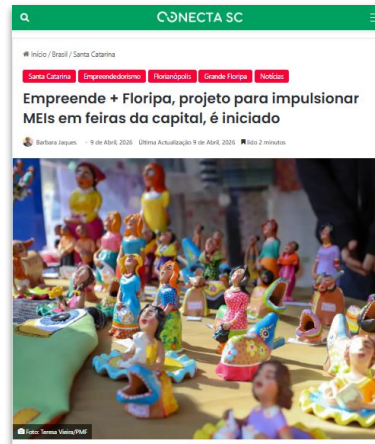 CONECTA SC
Início / Brasil / Santa Catarina
Santa Catarina Empreendedorismo Florianópolis Grande Floripa Notícias
Empreende + Floripa, projeto para impulsionar
MEIs em feiras da capital, é iniciado
Barbara Jaques - 9 de Abril, 2026 Última Actualização 9 de Abril, 2026 lido 2 minutos
Foto: Teresa Vieira/PMF